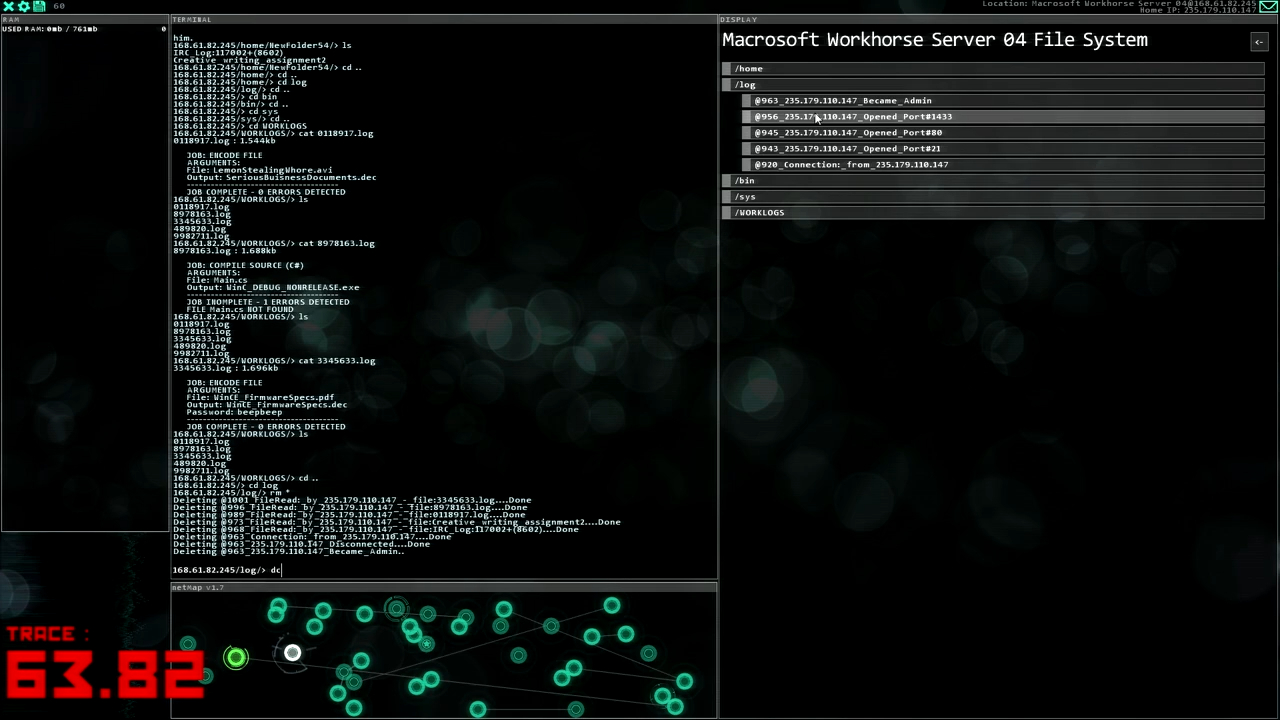 60
Location: Macrosoft Workhorse Server 04@168.61.82.245
Home IP: 235.179.110.147
RAM
USED RAM: 0mb / 761mb
0
TERMINAL
him.
168.61.82.245/home/NewFolder54/> ls
IRC_Log:117002+(8602)
Creative_writing_assignment2
168.61.82.245/home/NewFolder54/> cd ..
168.61.82.245/home/> cd ..
168.61.82.245/home/> cd log
168.61.82.245/log/> cd ..
168.61.82.245/> cd bin
168.61.82.245/bin/> cd ..
168.61.82.245/> cd sys
168.61.82.245/sys/> cd ..
168.61.82.245/> cd WORKLOGS
168.61.82.245/WORKLOGS/> cat 0118917.log
0118917.log : 1.544kb
JOB: ENCODE FILE
ARGUMENTS:
File: LemonStealingWhore.avi
Output: SeriousBuisnessDocuments.dec
------------------------------------
JOB COMPLETE - 0 ERRORS DETECTED
168.61.82.245/WORKLOGS/> ls
0118917.log
8978163.log
3345633.log
489820.log
9982711.log
168.61.82.245/WORKLOGS/> cat 8978163.log
8978163.log : 1.688kb
JOB: COMPILE SOURCE (C#)
ARGUMENTS:
File: Main.cs
Output: WinC_DEBUG_NONRELEASE.exe
------------------------------------
JOB INOMPLETE - 1 ERRORS DETECTED
FILE Main.cs NOT FOUND
168.61.82.245/WORKLOGS/> ls
0118917.log
8978163.log
3345633.log
489820.log
9982711.log
168.61.82.245/WORKLOGS/> cat 3345633.log
3345633.log : 1.696kb
JOB: ENCODE FILE
ARGUMENTS:
File: WinCE_FirmwareSpecs.pdf
Output: WinCE_FirmwareSpecs.dec
Password: beepbeep
------------------------------------
JOB COMPLETE - 0 ERRORS DETECTED
168.61.82.245/WORKLOGS/> ls
0118917.log
8978163.log
3345633.log
489820.log
9982711.log
168.61.82.245/WORKLOGS/> cd ..
168.61.82.245/> cd log
168.61.82.245/log/> rm *
Deleting @1001_FileRead:_by_235.179.110.147_-_file:3345633.log....Done
Deleting @996_FileRead:_by_235.179.110.147_-_file:8978163.log....Done
Deleting @989_FileRead:_by_235.179.110.147_-_file:0118917.log....Done
Deleting @973_FileRead:_by_235.179.110.147_-_file:Creative_writing_assignment2....Done
Deleting @968_FileRead:_by_235.179.110.147_-_file:IRC_Log:117002+(8602)....Done
Deleting @963_Connection:_from_235.179.110.147....Done
Deleting @963_235.179.110.147_Disconnected....Done
Deleting @963_235.179.110.147_Became_Admin..
168.61.82.245/log/> dc
netMap v1.7
TRACE :
63.82
DISPLAY
Macrosoft Workhorse Server 04 File System
<-
/home
/log
@963_235.179.110.147_Became_Admin
@956_235.179.110.147_Opened_Port#1433
@945_235.179.110.147_Opened_Port#80
@943_235.179.110.147_Opened_Port#21
@920_Connection:_from_235.179.110.147
/bin
/sys
/WORKLOGS